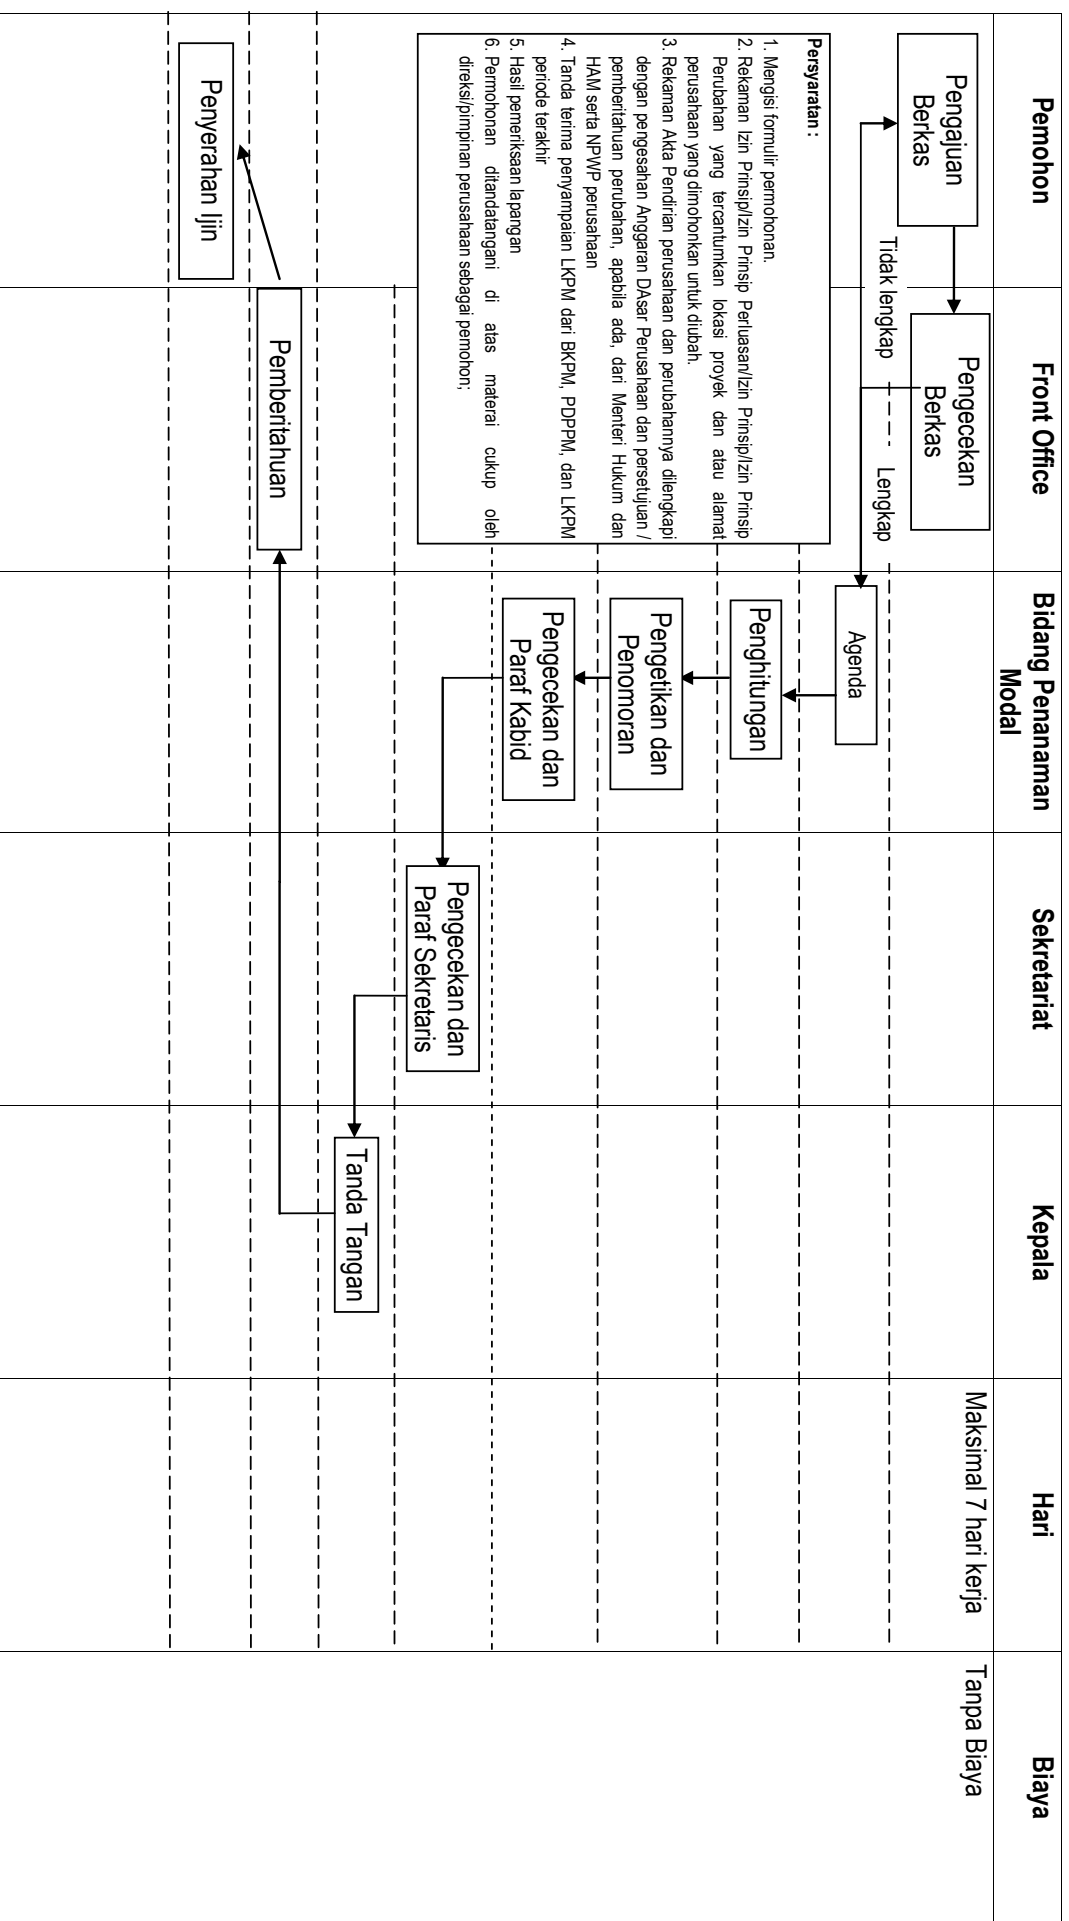 Pemohon
Front Office
Bidang Penanaman
Modal
Sekretariat
Kepala
Hari
Biaya
Pengajuan
Berkas
Pengecekan
Berkas
Maksimal 7 hari kerja
Tanpa Biaya
Tidak lengkap
Lengkap
Agenda
Persyaratan :
1. Mengisi formulir permohonan.
2. Rekaman Izin Prinsip/Izin Prinsip Perluasan/Izin Prinsip/Izin Prinsip
Perubahan yang tercantumkan lokasi proyek dan atau alamat
perusahaan yang dimohonkan untuk diubah.
3. Rekaman Akta Pendirian perusahaan dan perubahannya dilengkapi
dengan pengesahan Anggaran DAsar Perusahaan dan persetujuan /
pemberitahuan perubahan, apabila ada, dari Menteri Hukum dan
HAM serta NPWP perusahaan
4. Tanda terima penyampaian LKPM dari BKPM, PDPPM, dan LKPM
periode terakhir
5. Hasil pemeriksaan lapangan
6. Permohonan ditandatangani di atas materai cukup oleh
direksi/pimpinan perusahaan sebagai pemohon;
Penghitungan
Pengetikan dan
Penomoran
Pengecekan dan
Paraf Kabid
Pengecekan dan
Paraf Sekretaris
Tanda Tangan
Pemberitahuan
Penyerahan Ijin